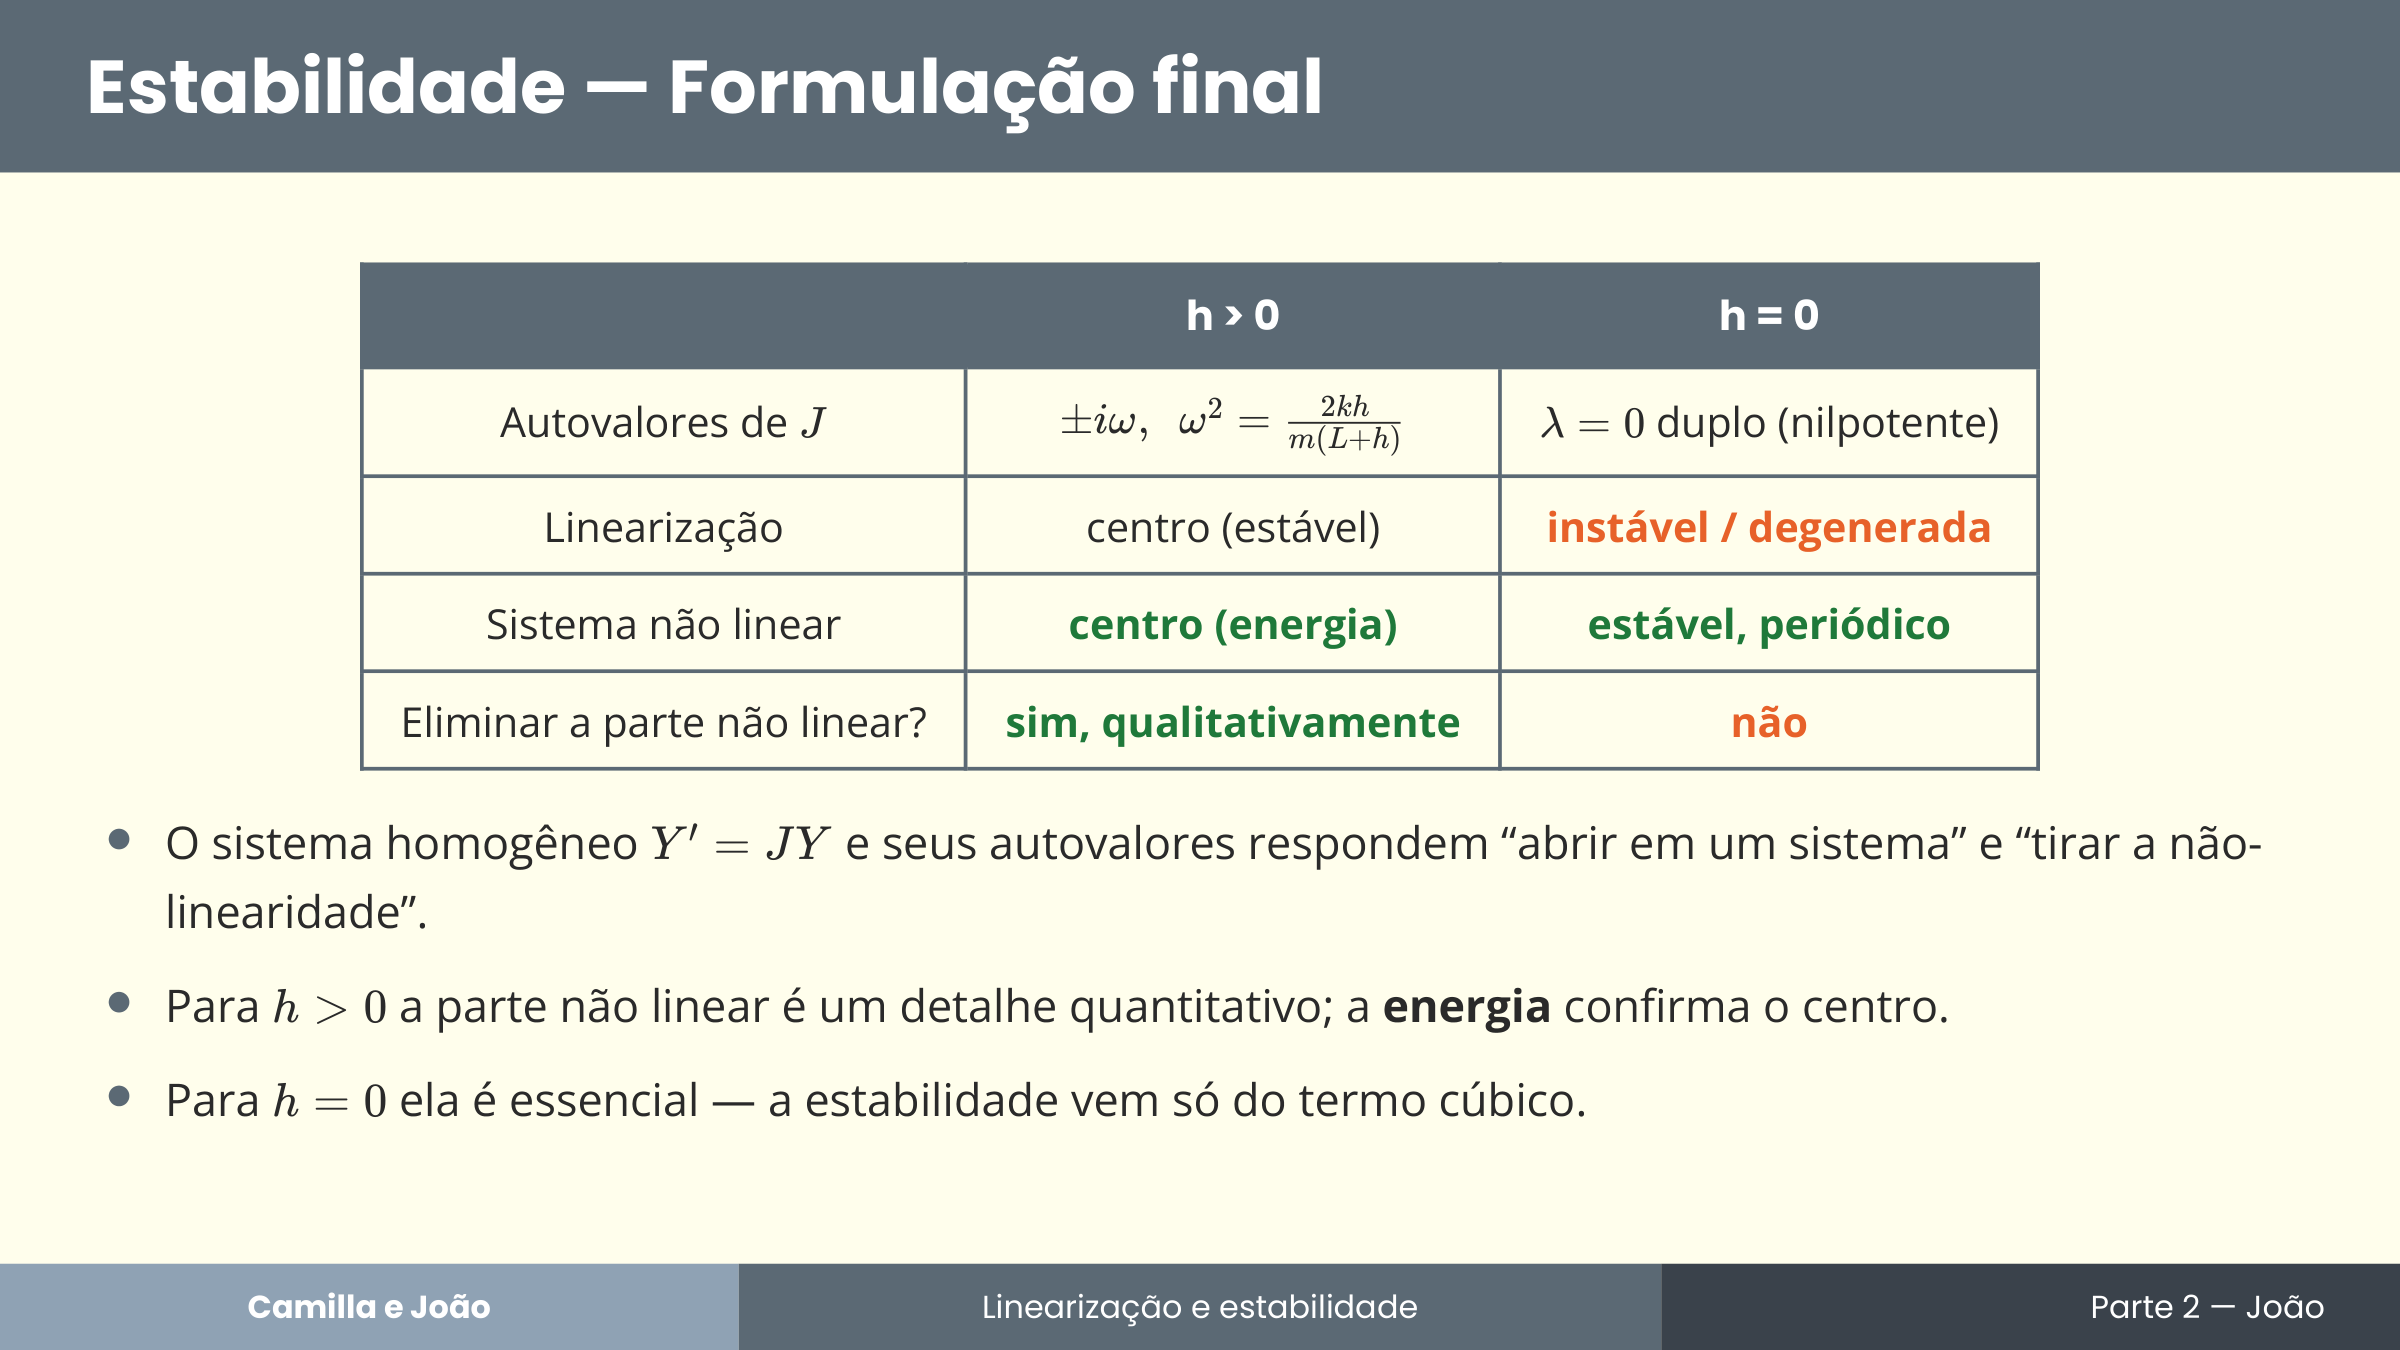 Estabilidade — Formulação final
h > 0 h = 0
Autovalores de J ±iω, ω² = 2kh/m(L+h) λ = 0 duplo (nilpotente)
Linearização centro (estável) instável / degenerada
Sistema não linear centro (energia) estável, periódico
Eliminar a parte não linear? sim, qualitativamente não
• O sistema homogêneo Y′ = JY e seus autovalores respondem “abrir em um sistema” e “tirar a não-
linearidade”.
• Para h > 0 a parte não linear é um detalhe quantitativo; a energia confirma o centro.
• Para h = 0 ela é essencial — a estabilidade vem só do termo cúbico.
Camilla e João Linearização e estabilidade Parte 2 — João